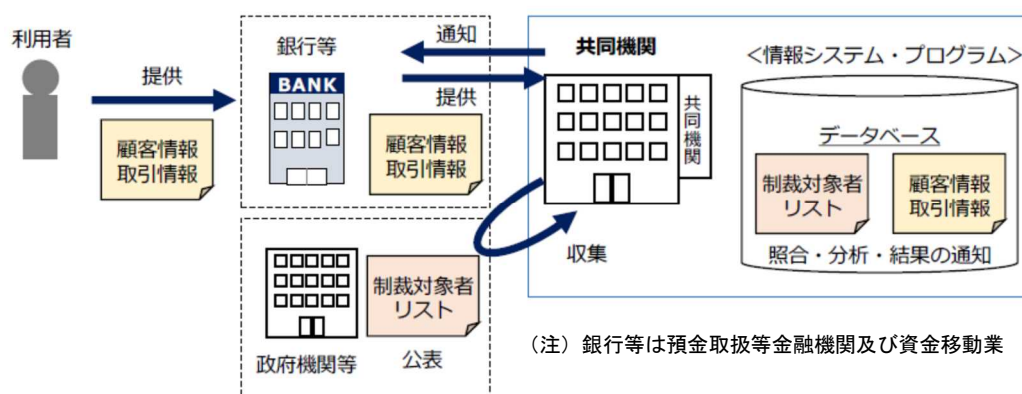 利用者
提供
顧客情報
取引情報
銀行等
BANK
通知
提供
顧客情報
取引情報
共同機関
共同機関
<情報システム・プログラム>
データベース
制裁対象者
リスト
顧客情報
取引情報
照合・分析・結果の通知
収集
制裁対象者
リスト
政府機関等
公表
（注）銀行等は預金取扱等金融機関及び資金移動業